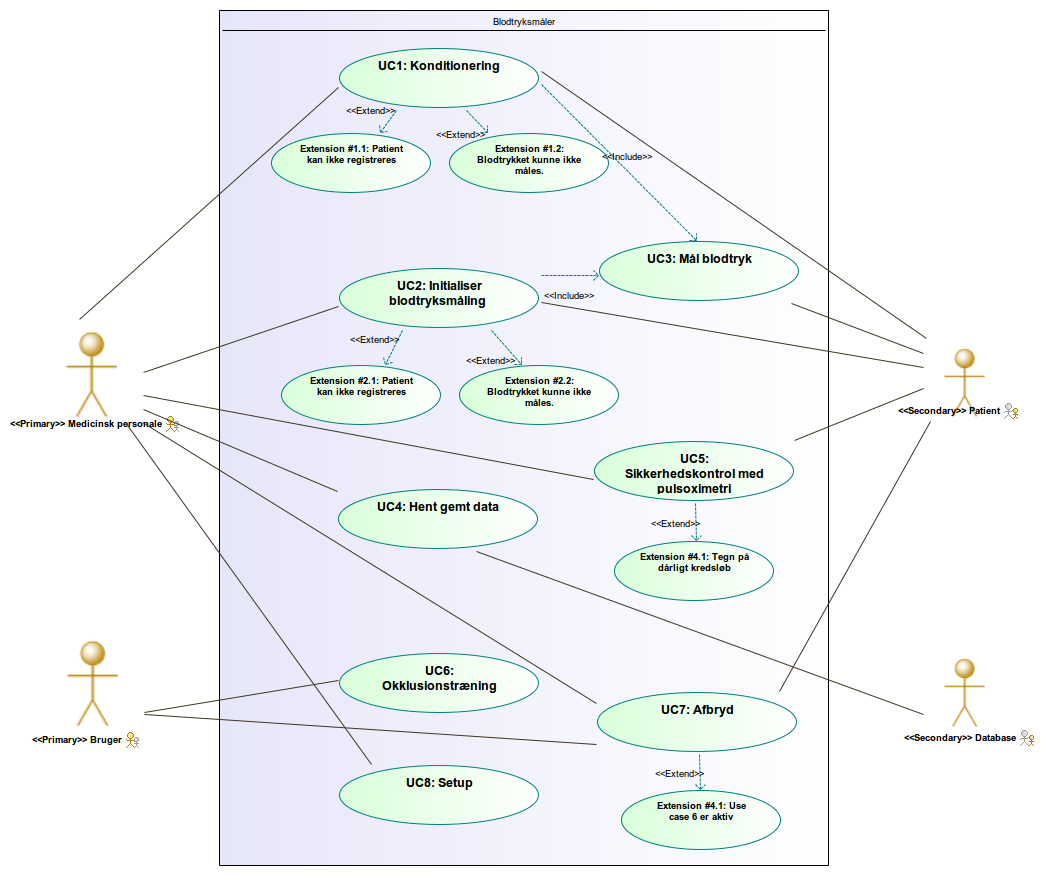 Blodtryksmåler
UC1: Konditionering
<<Extend>>
<<Extend>>
Extension #1.1: Patient
kan ikke registreres
Extension #1.2:
Blodtrykket kunne ikke
måles.
<<Include>>
UC3: Mål blodtryk
UC2: Initialiser
blodtryksmåling
<<Include>>
<<Extend>>
<<Extend>>
Extension #2.1: Patient
kan ikke registreres
Extension #2.2:
Blodtrykket kunne ikke
måles.
<<Primary>> Medicinsk personale
<<Secondary>> Patient
UC5:
Sikkerhedskontrol med
pulsoximetri
UC4: Hent gemt data
<<Extend>>
Extension #4.1: Tegn på
dårligt kredsløb
UC6:
Okklusionstræning
UC7: Afbryd
<<Primary>> Bruger
<<Secondary>> Database
<<Extend>>
UC8: Setup
Extension #4.1: Use
case 6 er aktiv